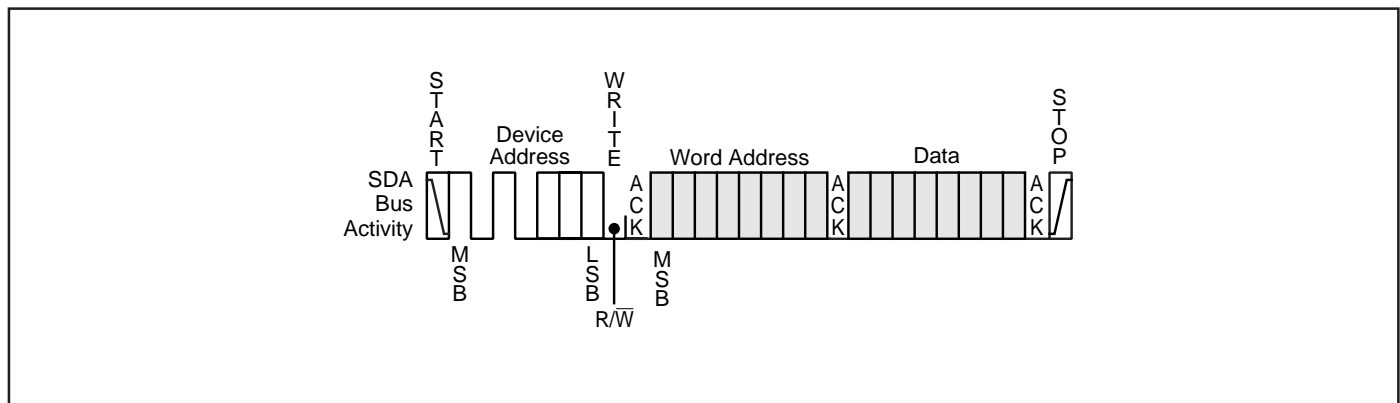 START
WRITE
STOP
Device
Address
Word Address
Data
SDA
Bus
Activity
ACK
ACK
ACK
MSB
LSB
MSB
R/W̅